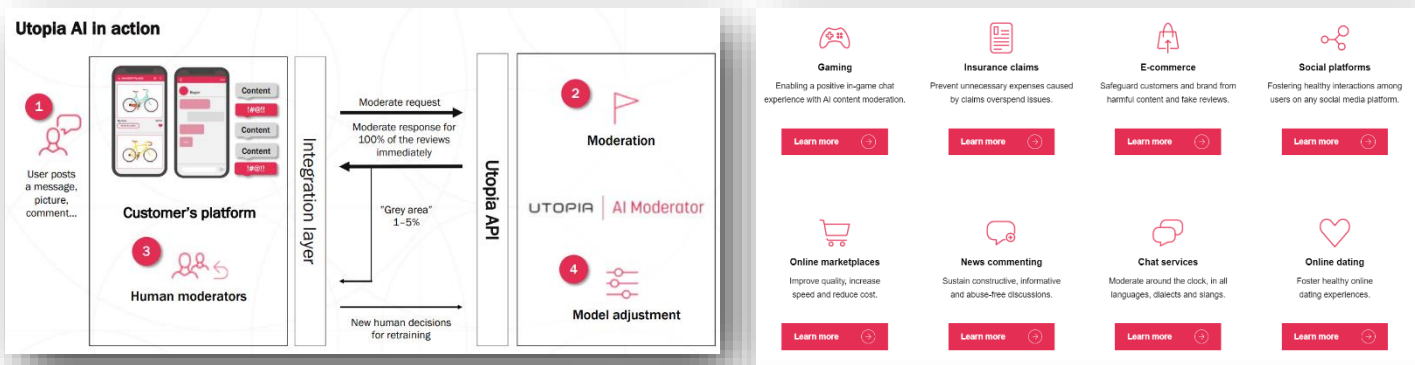 Utopia AI in action
1
User posts
a message,
picture,
comment...
Content
!#@!!
Content
Content
!#@!!
Customer's platform
3
Human moderators
Integration layer
Moderate request
Moderate response for
100% of the reviews
immediately
"Grey area"
1–5%
New human decisions
for retraining
Utopia API
2
Moderation
UTOPIA | AI Moderator
4
Model adjustment
Gaming
Enabling a positive in-game chat
experience with AI content moderation.
Learn more
Insurance claims
Prevent unnecessary expenses caused
by claims overspend issues.
Learn more
E-commerce
Safeguard customers and brand from
harmful content and fake reviews.
Learn more
Social platforms
Fostering healthy interactions among
users on any social media platform.
Learn more
Online marketplaces
Improve quality, increase
speed and reduce cost.
Learn more
News commenting
Sustain constructive, informative
and abuse-free discussions.
Learn more
Chat services
Moderate around the clock, in all
languages, dialects and slangs.
Learn more
Online dating
Foster healthy online
dating experiences.
Learn more